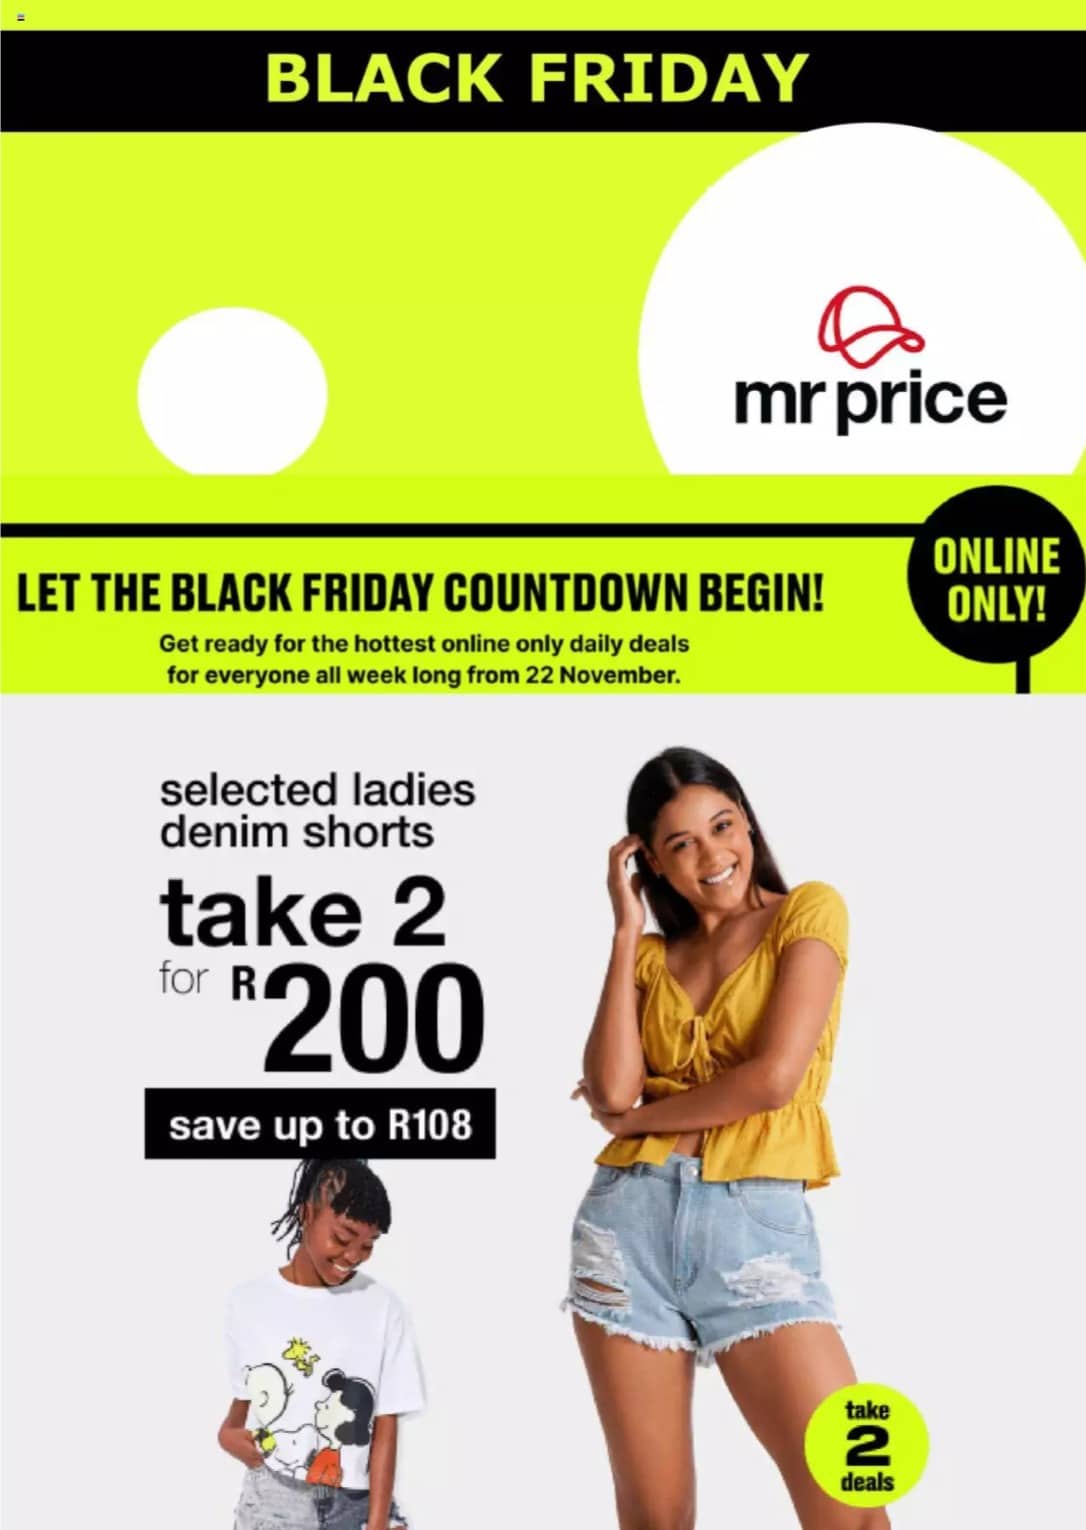 BLACK FRIDAY
mr price
ONLINE
ONLY!
LET THE BLACK FRIDAY COUNTDOWN BEGIN!
Get ready for the hottest online only daily deals
for everyone all week long from 22 November.
selected ladies
denim shorts
take 2
for R200
save up to R108
take
2
deals